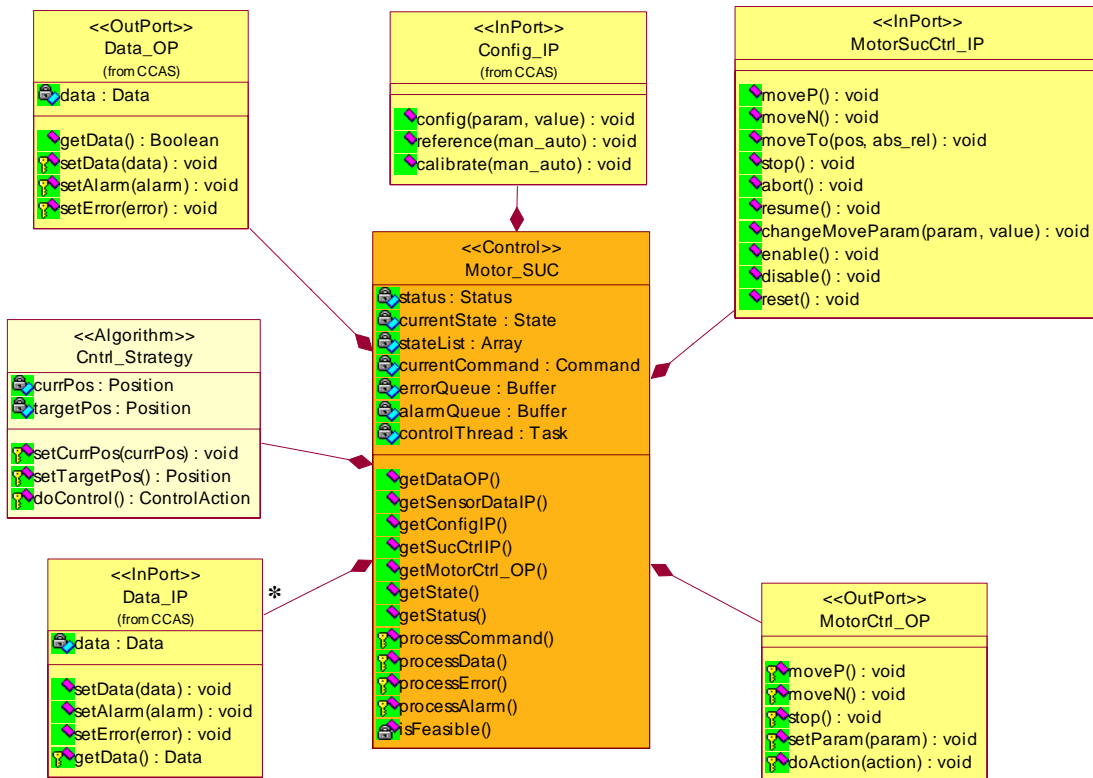 <<OutPort>>
Data_OP
(from CCAS)
data : Data
getData() : Boolean
setData(data) : void
setAlarm(alarm) : void
setError(error) : void
<<InPort>>
Config_IP
(from CCAS)
config(param, value) : void
reference(man_auto) : void
calibrate(man_auto) : void
<<InPort>>
MotorSucCtrl_IP
moveP() : void
moveN() : void
moveTo(pos, abs_rel) : void
stop() : void
abort() : void
resume() : void
changeMoveParam(param, value) : void
enable() : void
disable() : void
reset() : void
<<Control>>
Motor_SUC
status : Status
currentState : State
stateList : Array
currentCommand : Command
errorQueue : Buffer
alarmQueue : Buffer
controlThread : Task
getDataOP()
getSensorDataIP()
getConfigIP()
getSucCtrlIP()
getMotorCtrl_OP()
getState()
getStatus()
processCommand()
processData()
processError()
processAlarm()
isFeasible()
<<Algorithm>>
Cntrl_Strategy
currPos : Position
targetPos : Position
setCurrPos(currPos) : void
setTargetPos() : Position
doControl() : ControlAction
<<InPort>>
Data_IP
(from CCAS)
data : Data
setData(data) : void
setAlarm(alarm) : void
setError(error) : void
getData() : Data
*
<<OutPort>>
MotorCtrl_OP
moveP() : void
moveN() : void
stop() : void
setParam(param) : void
doAction(action) : void